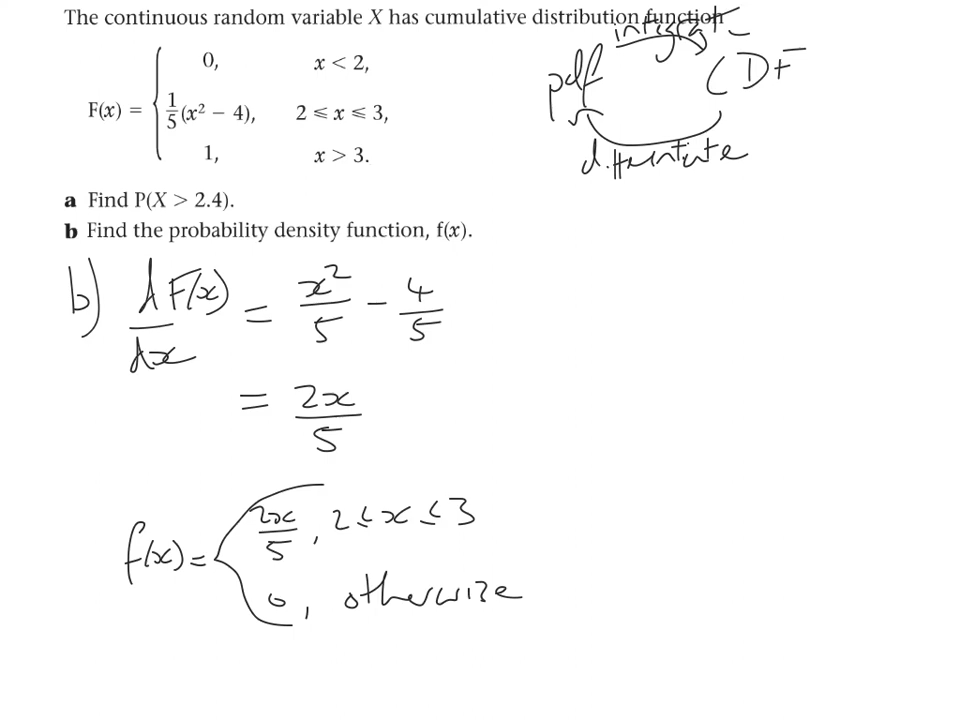 The continuous random variable X has cumulative distribution function
integrat
pdf CDF
differentiate
F(x) = { 0, x < 2,
1/5(x² − 4), 2 ⩽ x ⩽ 3,
1, x > 3.
a Find P(X > 2.4).
b Find the probability density function, f(x).
b) dF(x)/dx = x²/5 − 4/5
= 2x/5
f(x) = { 2x/5, 2 ≤ x ≤ 3
0, otherwise